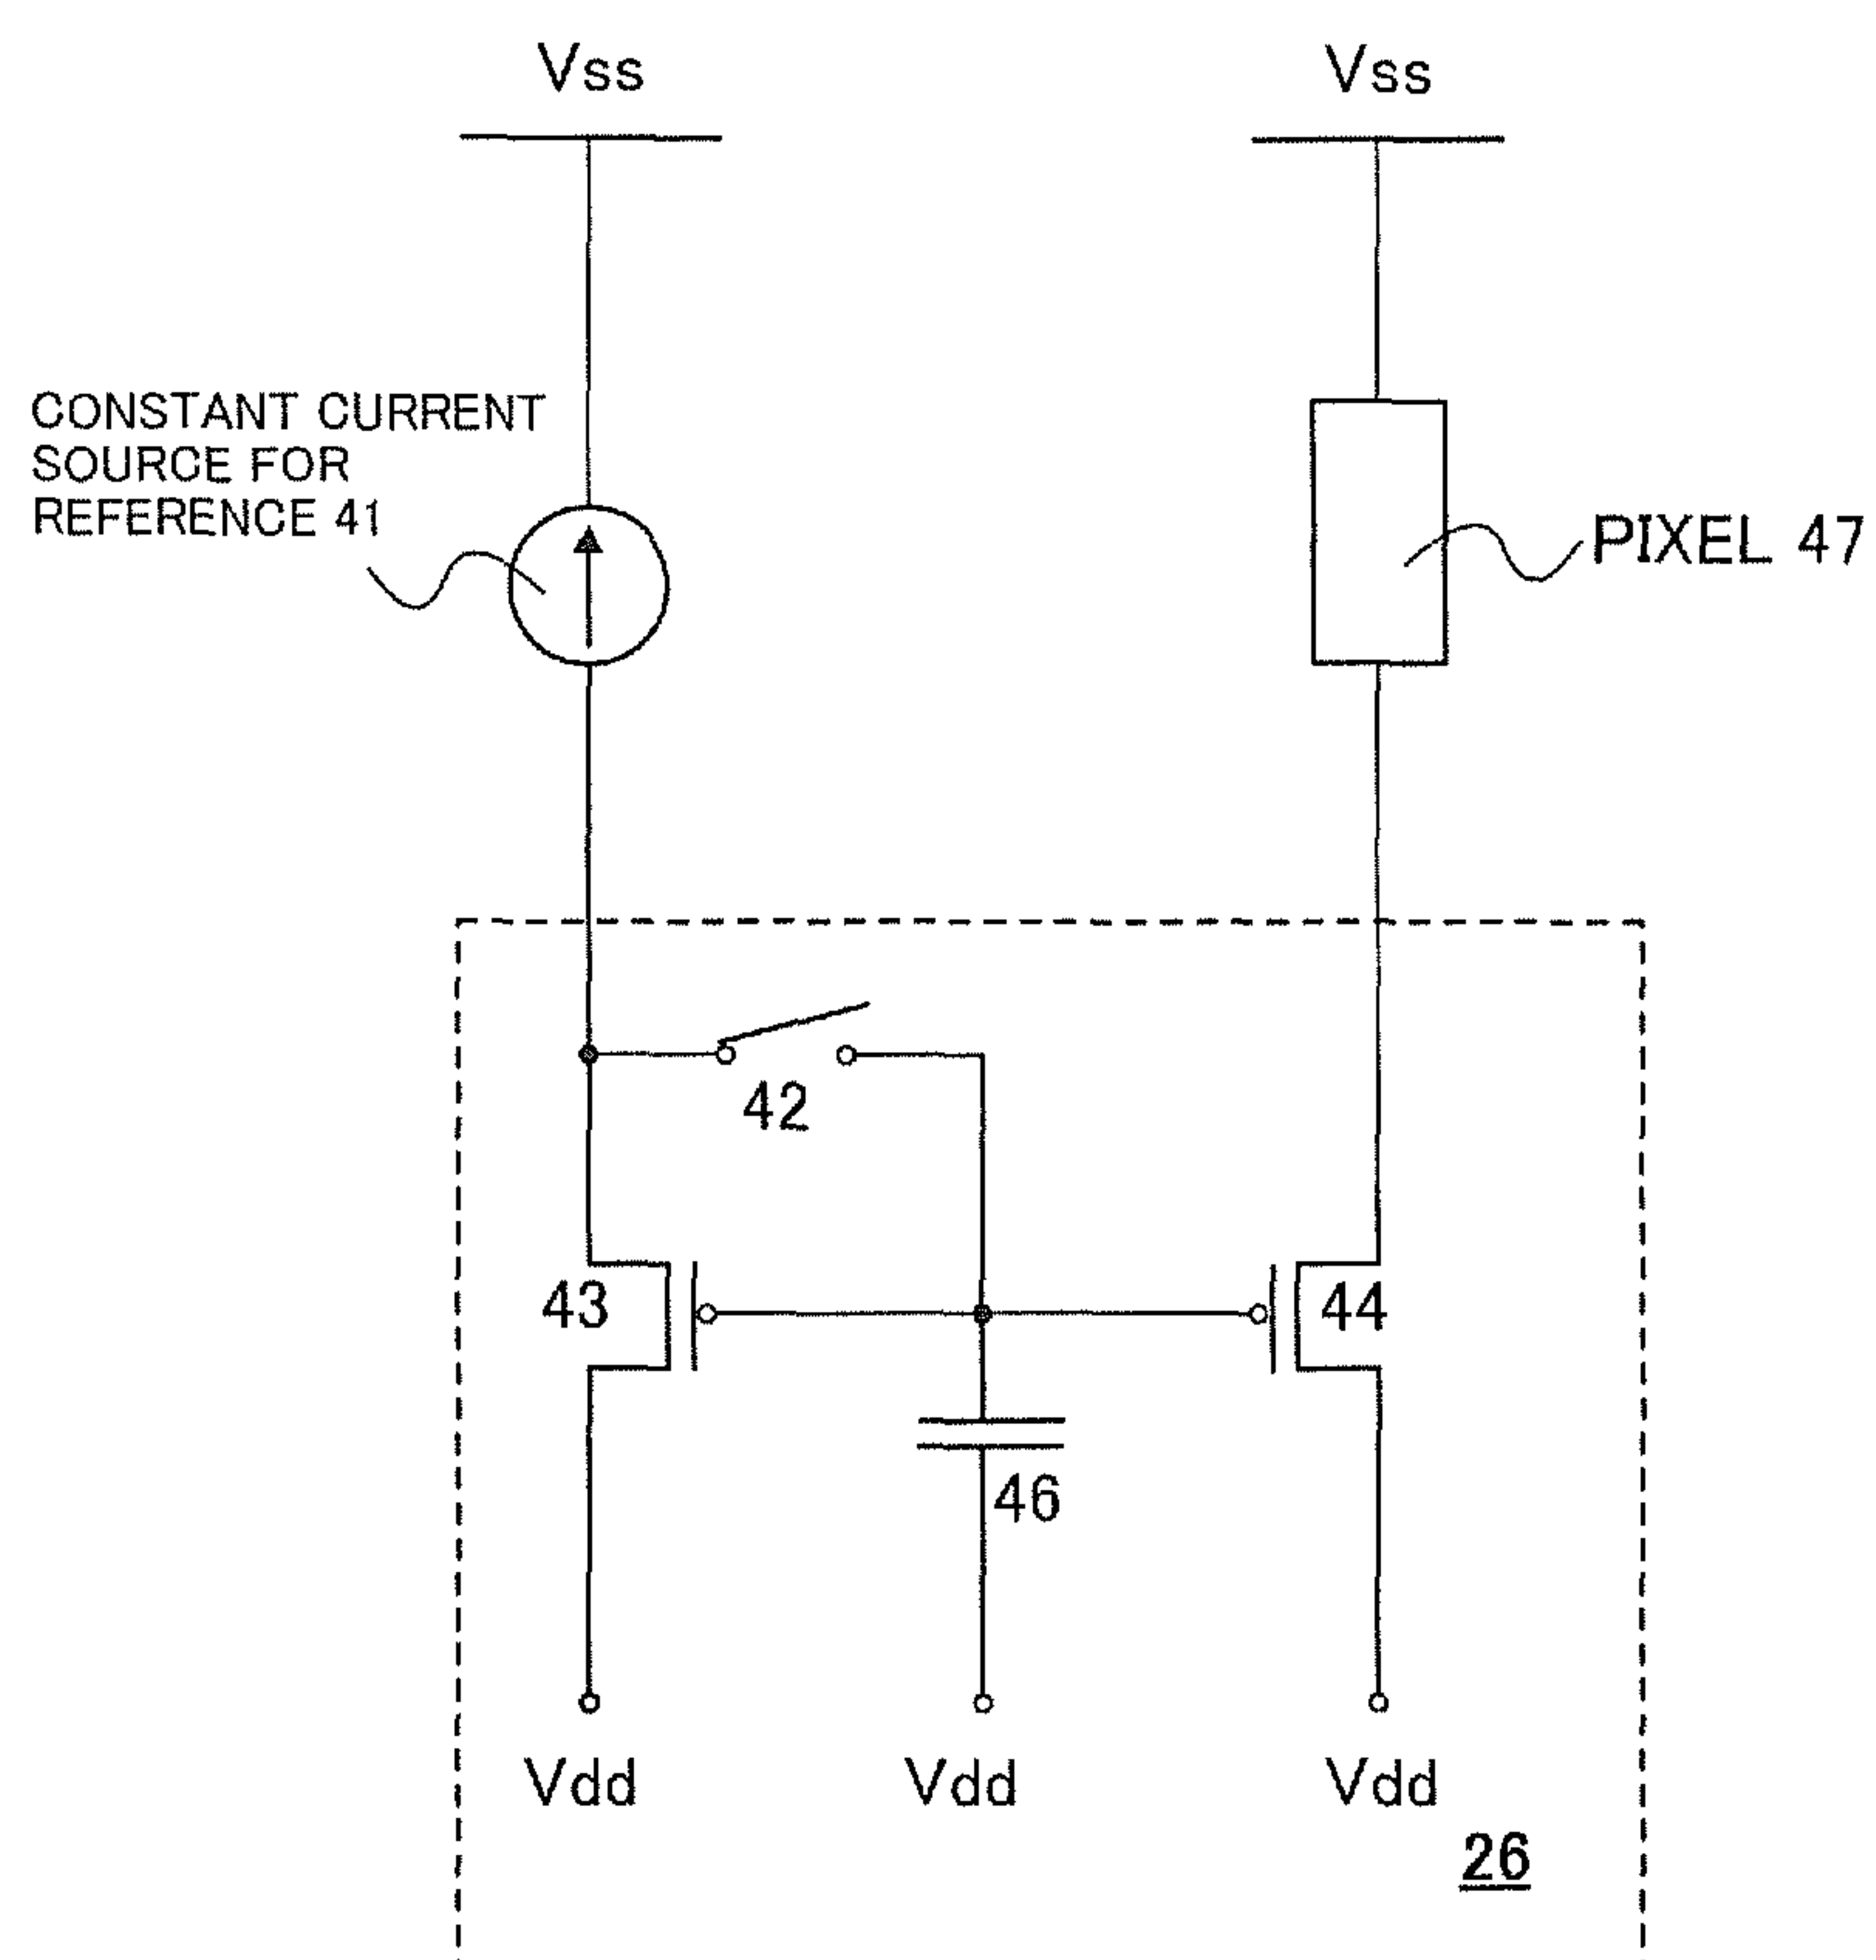 Vss
Vss
CONSTANT CURRENT
SOURCE FOR
REFERENCE 41
PIXEL 47
42
43
44
46
Vdd
Vdd
Vdd
26